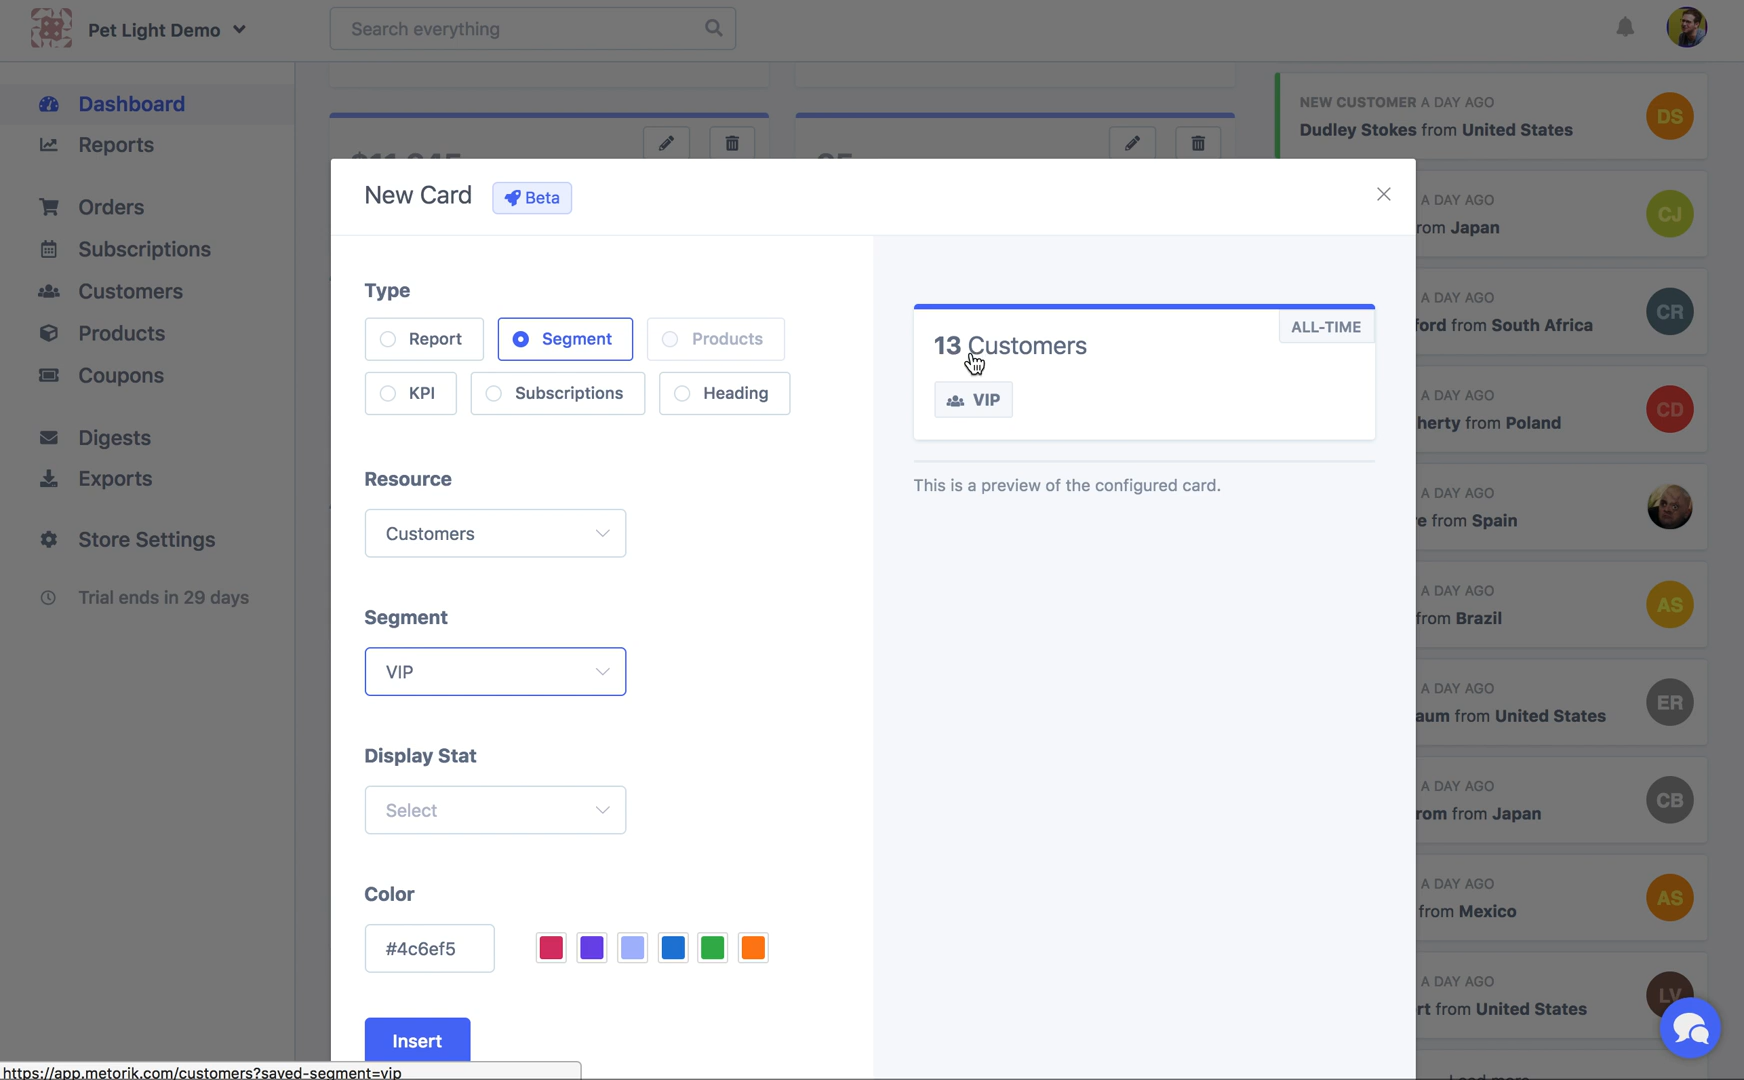 Pet Light Demo
Search everything
Dashboard
Reports
Orders
Subscriptions
Customers
Products
Coupons
Digests
Exports
Store Settings
Trial ends in 29 days
New Card
Beta
Type
Report
Segment
Products
KPI
Subscriptions
Heading
Resource
Customers
Segment
VIP
Display Stat
Select
Color
#4c6ef5
Insert
ALL-TIME
13 Customers
VIP
This is a preview of the configured card.
NEW CUSTOMER A DAY AGO
Dudley Stokes from United States
DS
A DAY AGO
rom Japan
CJ
A DAY AGO
ford from South Africa
CR
A DAY AGO
herty from Poland
CD
A DAY AGO
e from Spain
A DAY AGO
from Brazil
AS
A DAY AGO
aum from United States
ER
A DAY AGO
rom from Japan
CB
A DAY AGO
from Mexico
AS
A DAY AGO
rt from United States
LV
https://app.metorik.com/customers?saved-segment=vip